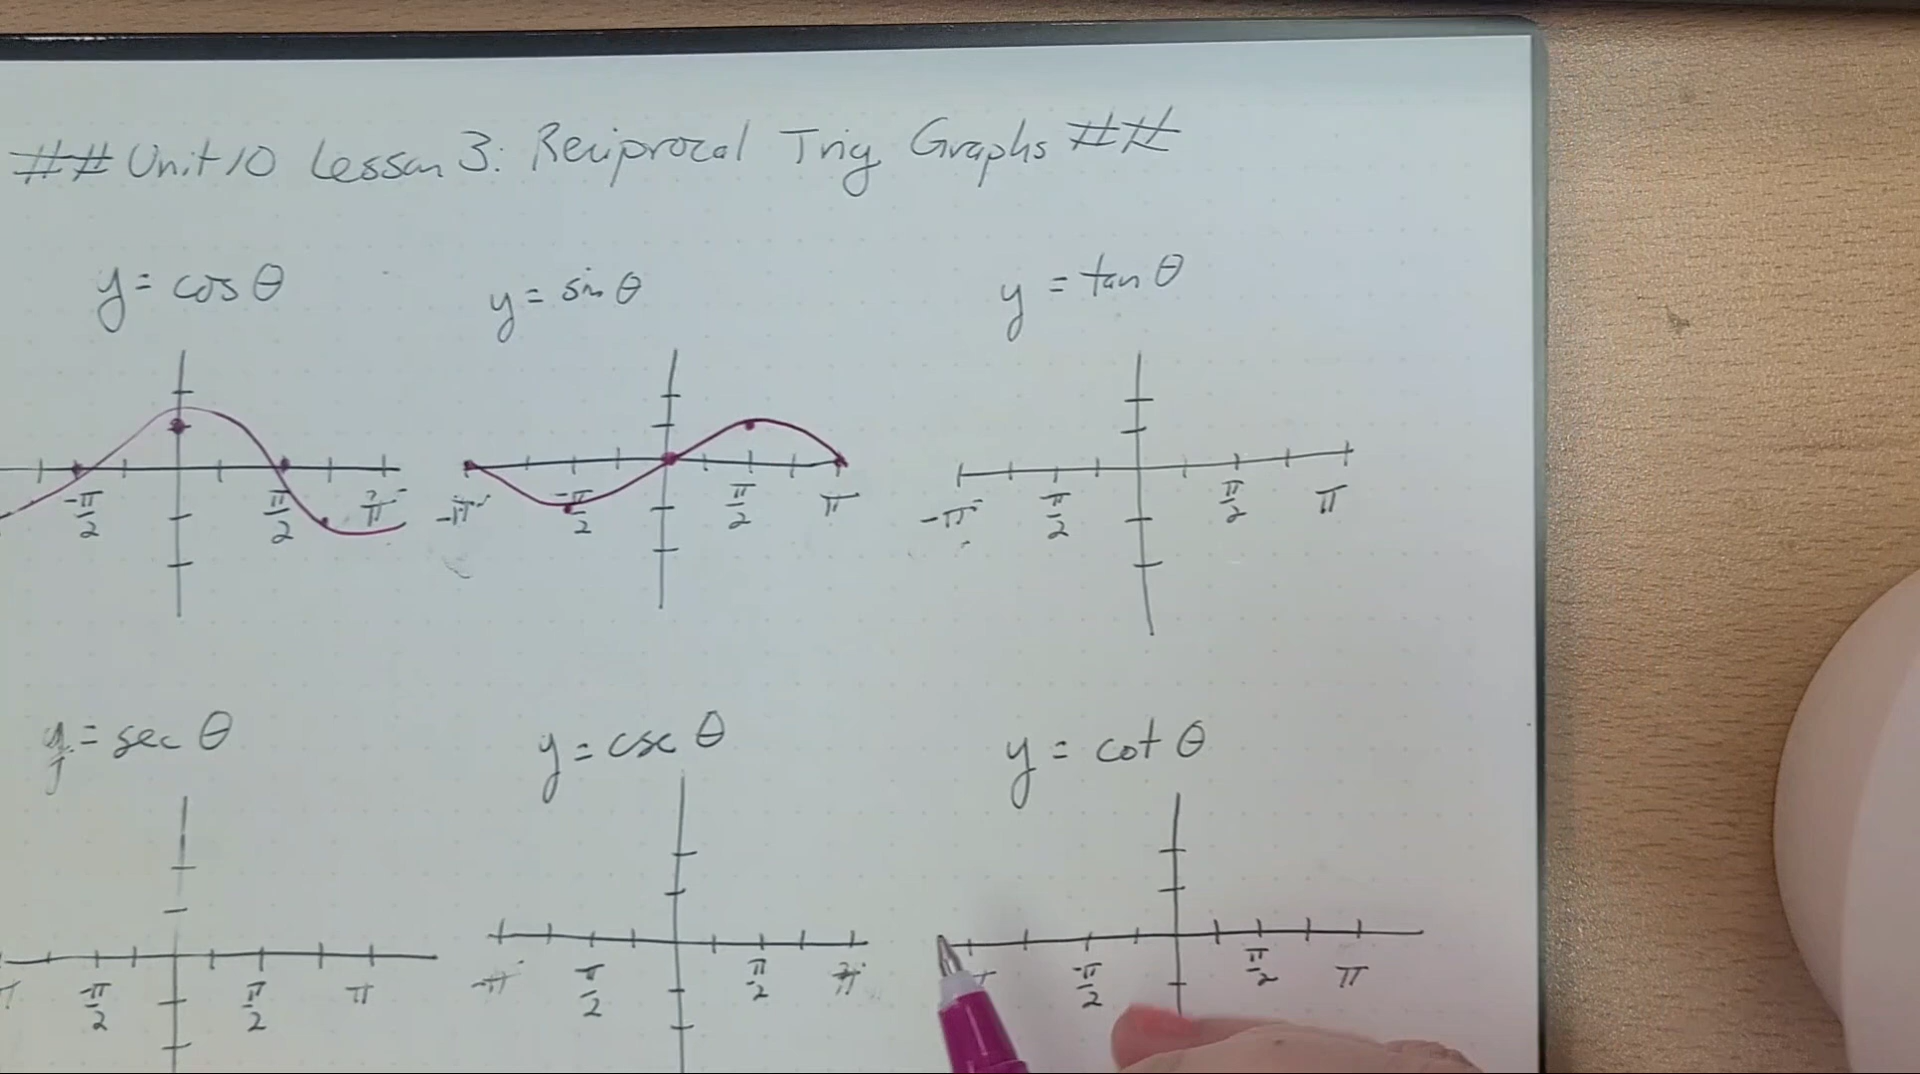 ## Unit 10 Lesson 3: Reciprocal Trig Graphs ##
y = cos θ
y = sin θ
y = tan θ
-π/2 π/2 π
-π -π/2 π/2 π
-π -π/2 π/2 π
y = sec θ
y = csc θ
y = cot θ
π -π/2 π/2 π
-π π/2 π/2 π
π -π/2 π/2 π